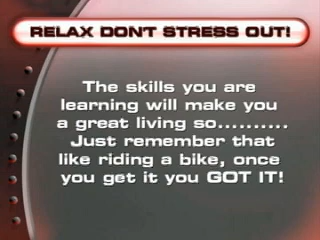 RELAX DON'T STRESS OUT!
The skills you are
learning will make you
a great living so..........
Just remember that
like riding a bike, once
you get it you GOT IT!